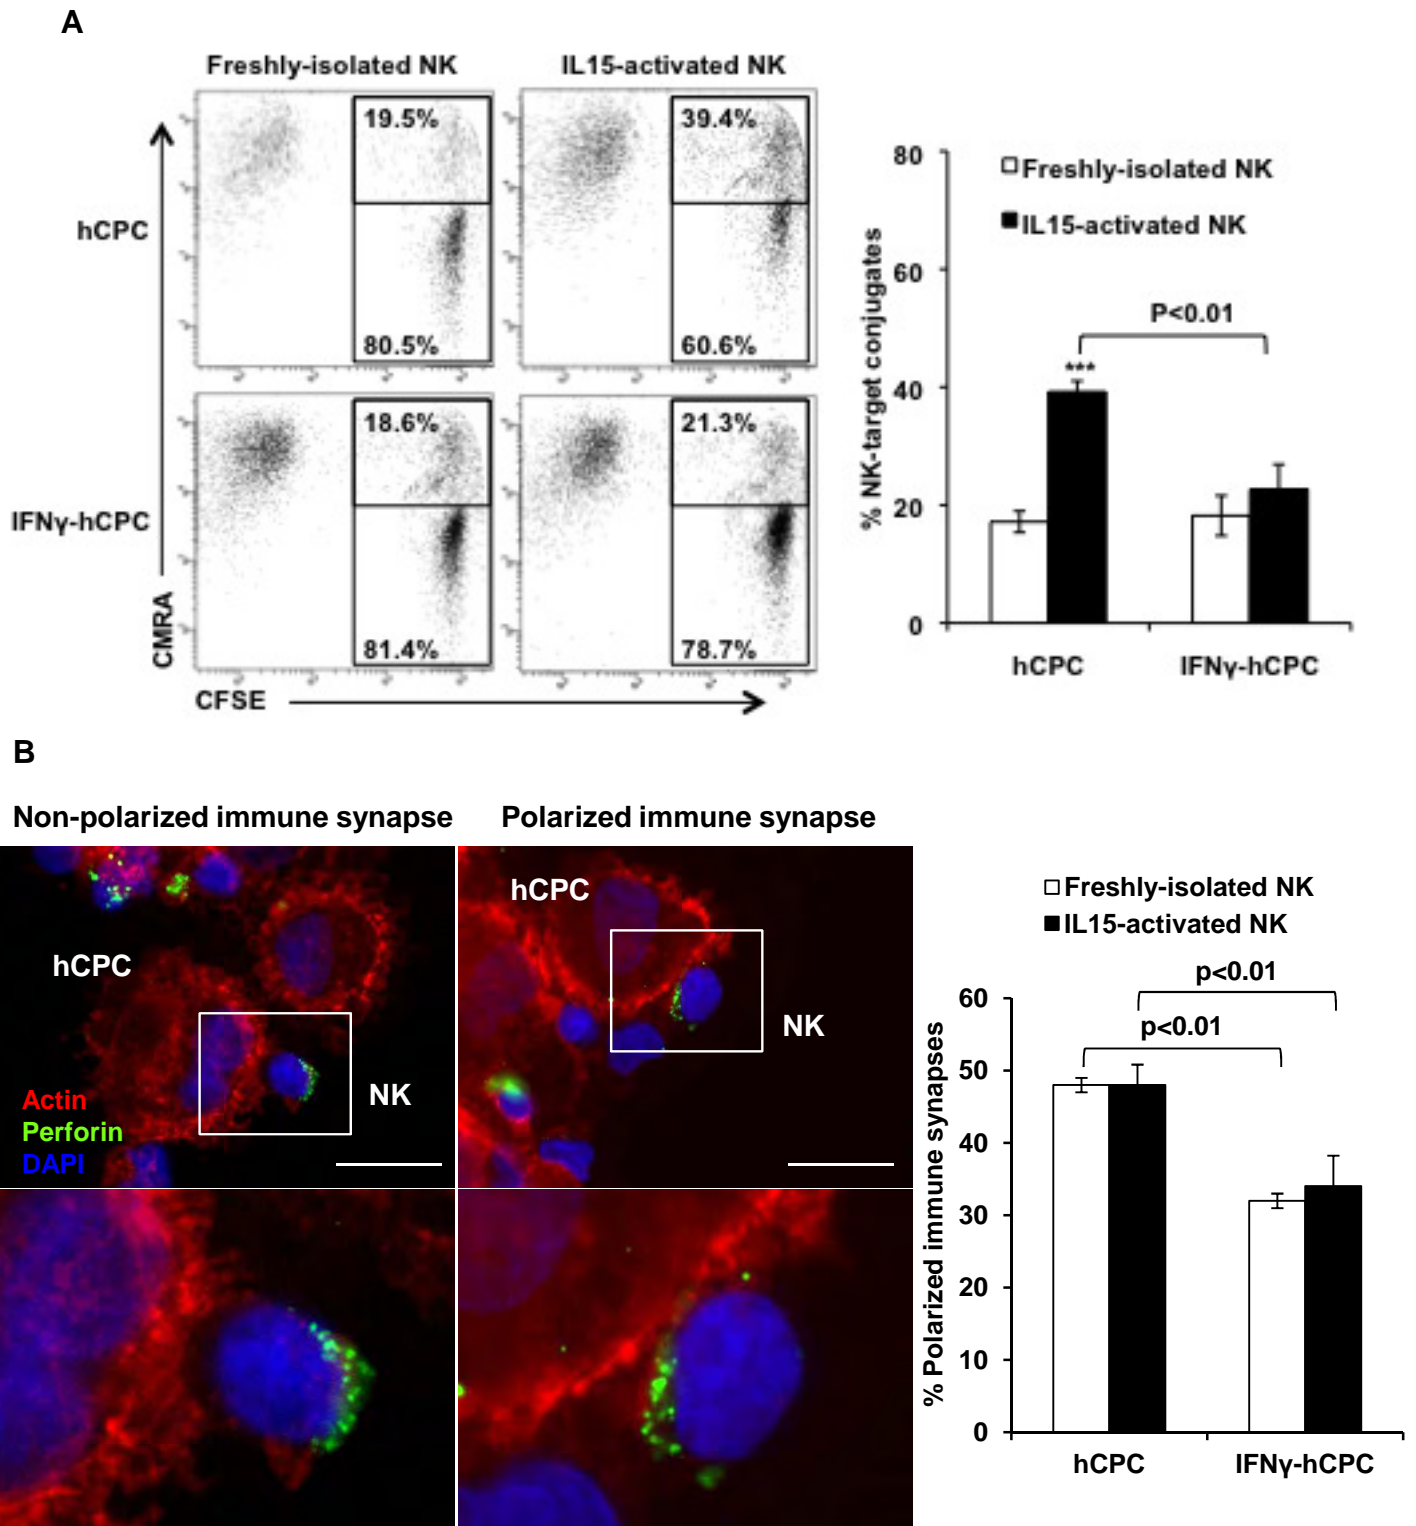 A
Freshly-isolated NK
IL15-activated NK
hCPC
19.5%
80.5%
39.4%
60.6%
IFNγ-hCPC
18.6%
81.4%
21.3%
78.7%
CMRA
CFSE
% NK-target conjugates
80
60
40
20
0
Freshly-isolated NK
IL15-activated NK
P<0.01
***
hCPC
IFNγ-hCPC
B
Non-polarized immune synapse
Polarized immune synapse
hCPC
NK
Actin
Perforin
DAPI
hCPC
NK
Freshly-isolated NK
IL15-activated NK
p<0.01
p<0.01
% Polarized immune synapses
60
50
40
30
20
10
0
hCPC
IFNγ-hCPC